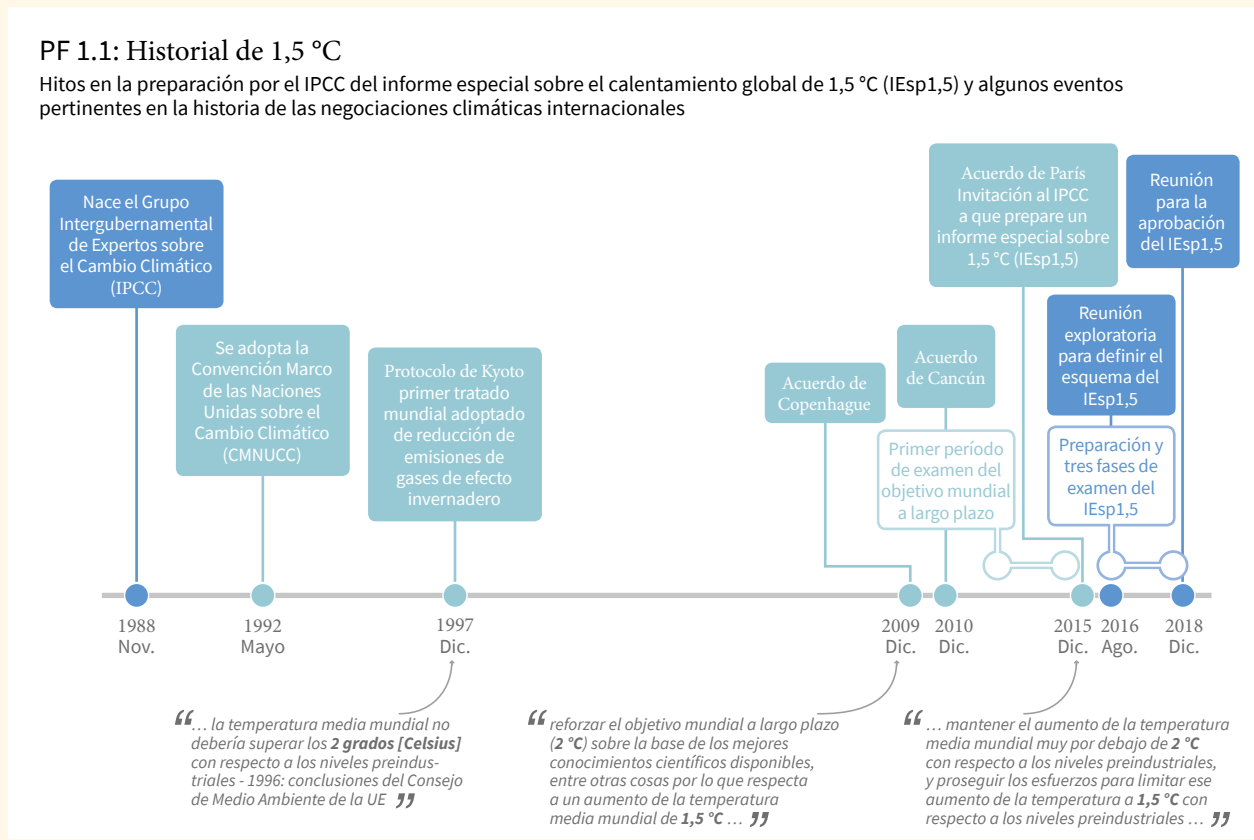 PF 1.1: Historial de 1,5 °C
Hitos en la preparación por el IPCC del informe especial sobre el calentamiento global de 1,5 °C (IEsp1,5) y algunos eventos
pertinentes en la historia de las negociaciones climáticas internacionales
Nace el Grupo
Intergubernamental
de Expertos sobre
el Cambio Climático
(IPCC)
Se adopta la
Convención Marco
de las Naciones
Unidas sobre el
Cambio Climático
(CMNUCC)
Protocolo de Kyoto
primer tratado
mundial adoptado
de reducción de
emisiones de
gases de efecto
invernadero
Acuerdo de
Copenhague
Acuerdo
de Cancún
Primer período
de examen del
objetivo mundial
a largo plazo
Acuerdo de París
Invitación al IPCC
a que prepare un
informe especial sobre
1,5 °C (IEsp1,5)
Reunión
exploratoria
para definir el
esquema del
IEsp1,5
Preparación y
tres fases de
examen del
IEsp1,5
Reunión
para la
aprobación
del IEsp1,5
1988
Nov.
1992
Mayo
1997
Dic.
2009
Dic.
2010
Dic.
2015
Dic.
2016
Ago.
2018
Dic.
“… la temperatura media mundial no
debería superar los 2 grados [Celsius]
con respecto a los niveles preindus-
triales - 1996: conclusiones del Consejo
de Medio Ambiente de la UE ”
“reforzar el objetivo mundial a largo plazo
(2 °C) sobre la base de los mejores
conocimientos científicos disponibles,
entre otras cosas por lo que respecta
a un aumento de la temperatura
media mundial de 1,5 °C … ”
“… mantener el aumento de la temperatura
media mundial muy por debajo de 2 °C
con respecto a los niveles preindustriales,
y proseguir los esfuerzos para limitar ese
aumento de la temperatura a 1,5 °C con
respecto a los niveles preindustriales … ”